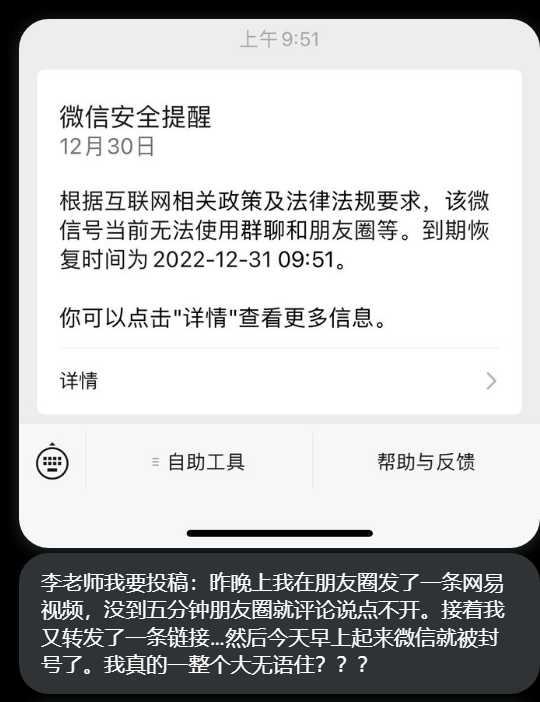 上午9:51
微信安全提醒
12月30日
根据互联网相关政策及法律法规要求，该微
信号当前无法使用群聊和朋友圈等。到期恢
复时间为2022-12-31 09:51。
你可以点击"详情"查看更多信息。
详情
自助工具
帮助与反馈
李老师我要投稿：昨晚上我在朋友圈发了一条网易
视频，没到五分钟朋友圈就评论说点不开。接着我
又转发了一条链接...然后今天早上起来微信就被封
号了。我真的一整个大无语住？？？